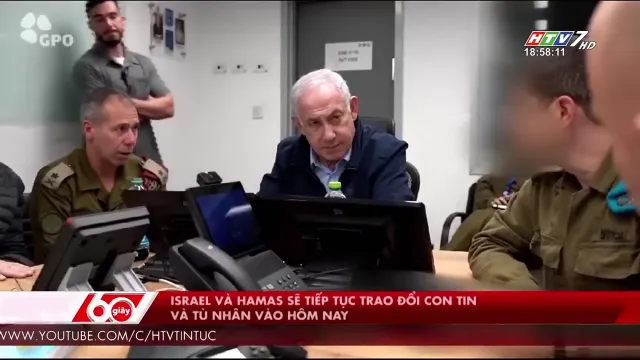 GPO
HTV7 HD
18:58:11
60 giây
ISRAEL VÀ HAMAS SẼ TIẾP TỤC TRAO ĐỔI CON TIN
VÀ TÙ NHÂN VÀO HÔM NAY
WWW.YOUTUBE.COM/C/HTVTINTUC